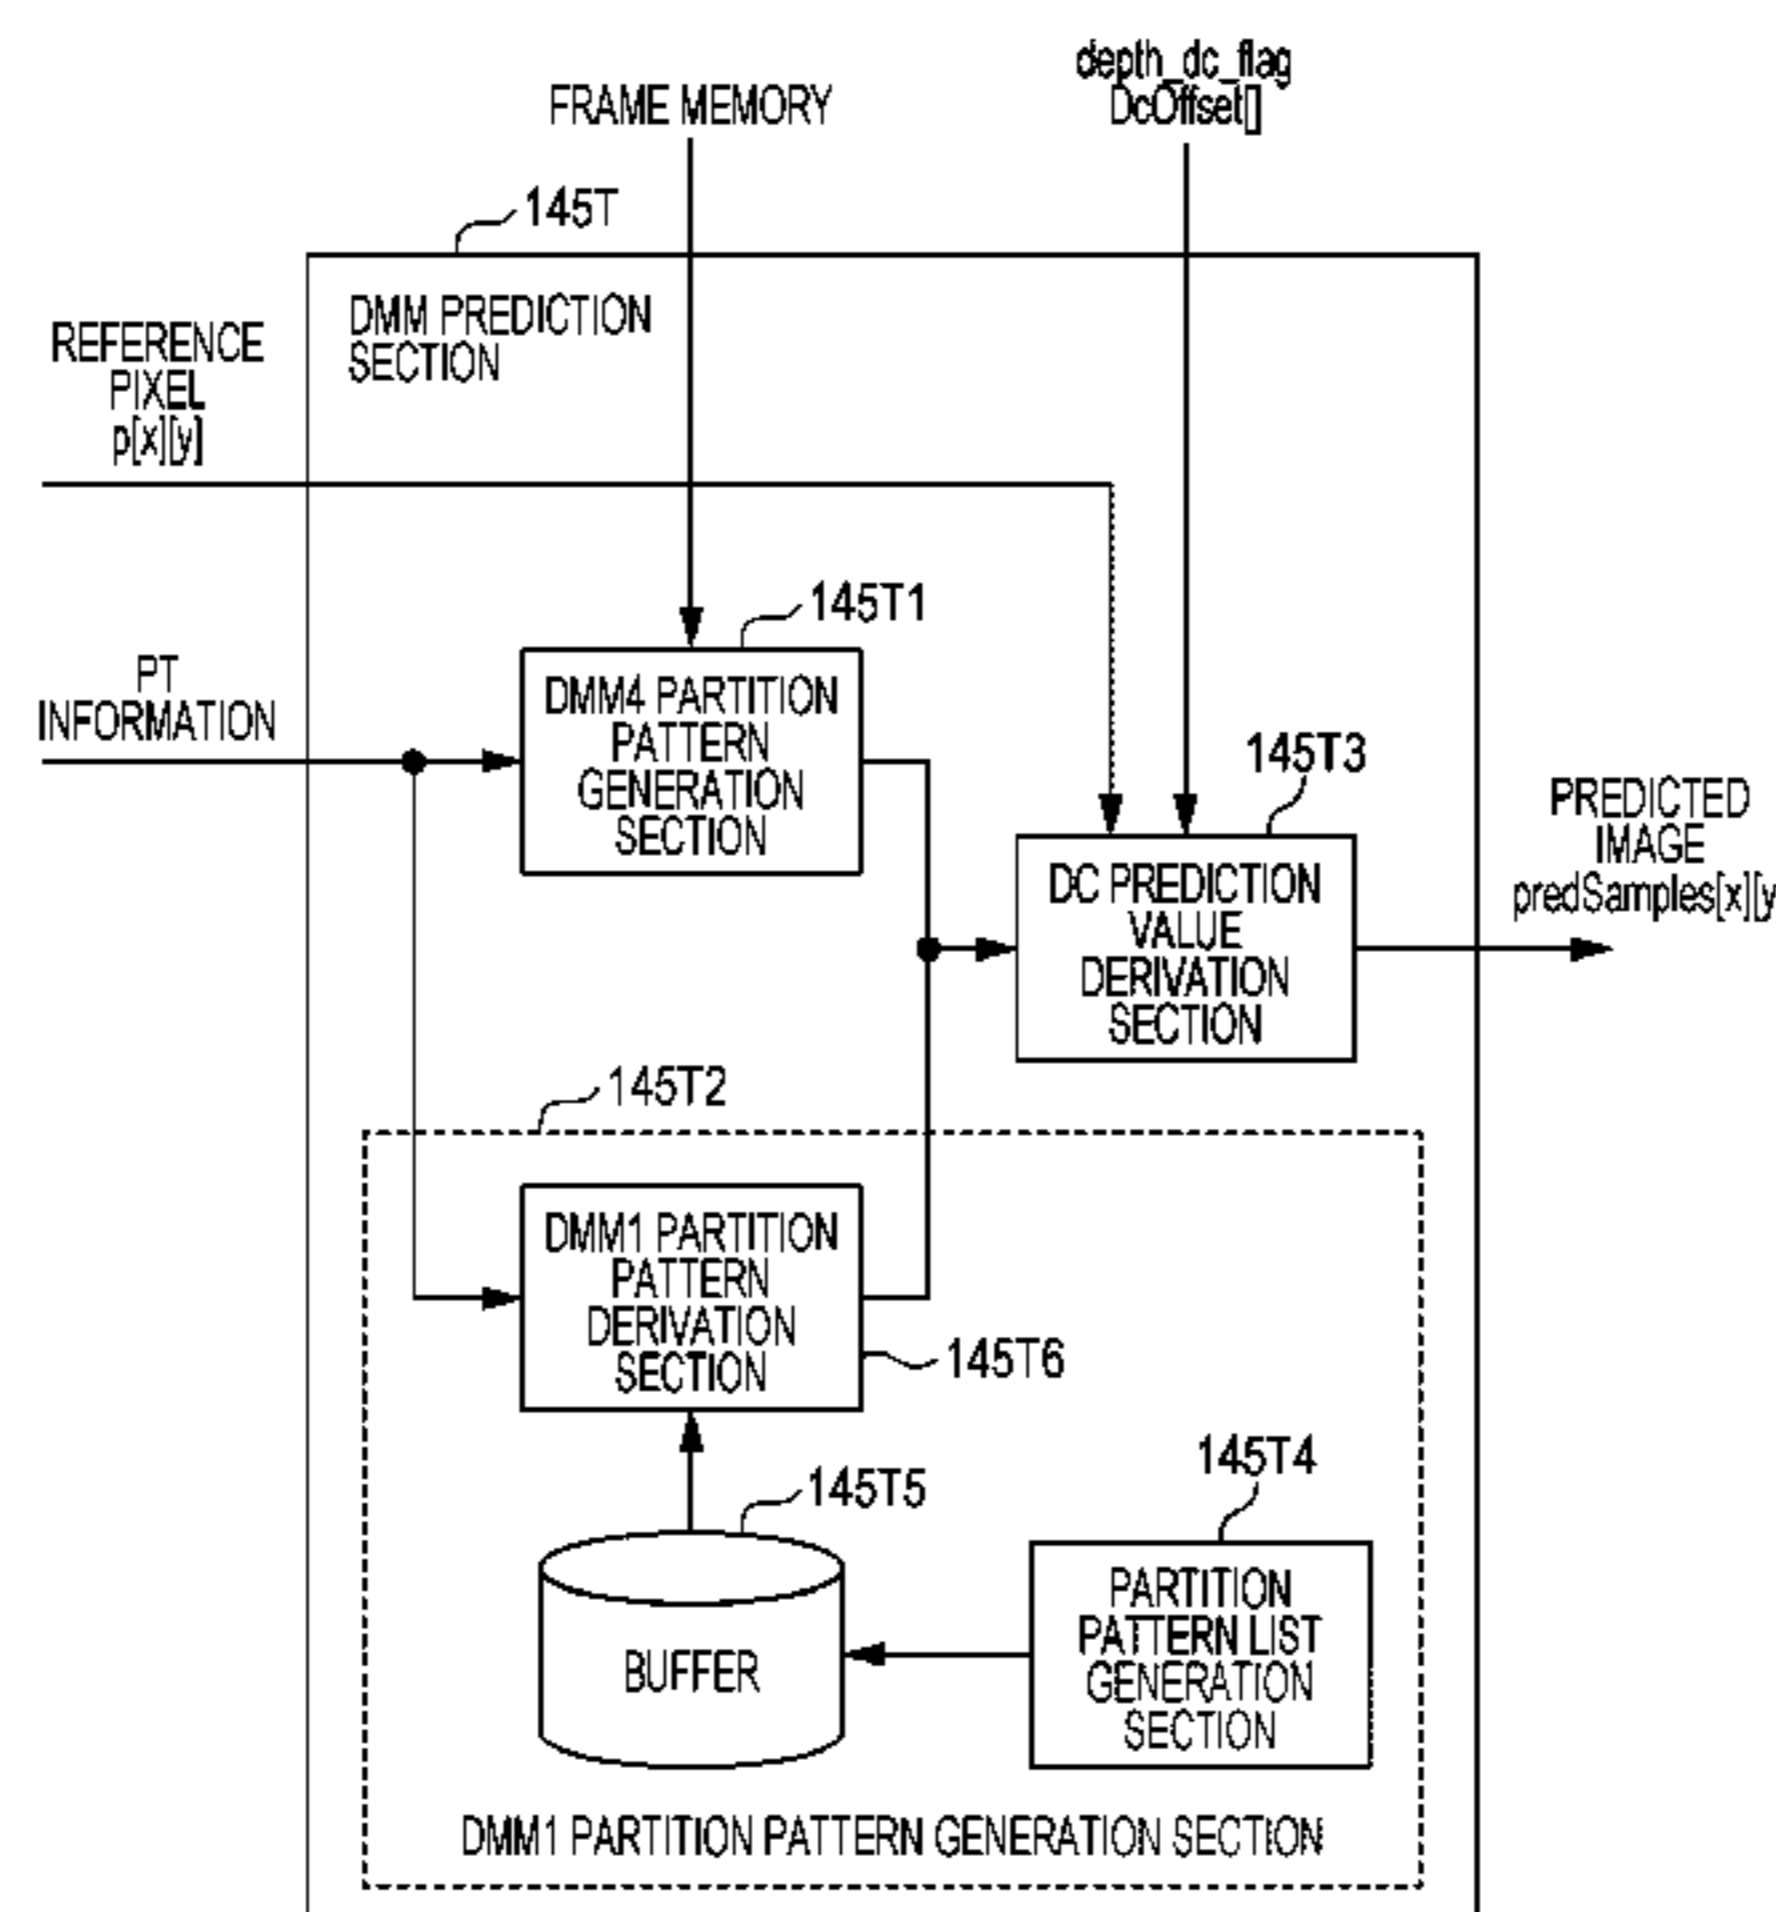 depth_dc_flag
DcOffset[]
FRAME MEMORY
145T
DMM PREDICTION
SECTION
REFERENCE
PIXEL
p[x][y]
145T1
PT
INFORMATION
DMM4 PARTITION
PATTERN
GENERATION
SECTION
145T3
DC PREDICTION
VALUE
DERIVATION
SECTION
PREDICTED
IMAGE
predSamples[x][y
145T2
DMM1 PARTITION
PATTERN
DERIVATION
SECTION
145T6
145T5
BUFFER
145T4
PARTITION
PATTERN LIST
GENERATION
SECTION
DMM1 PARTITION PATTERN GENERATION SECTION